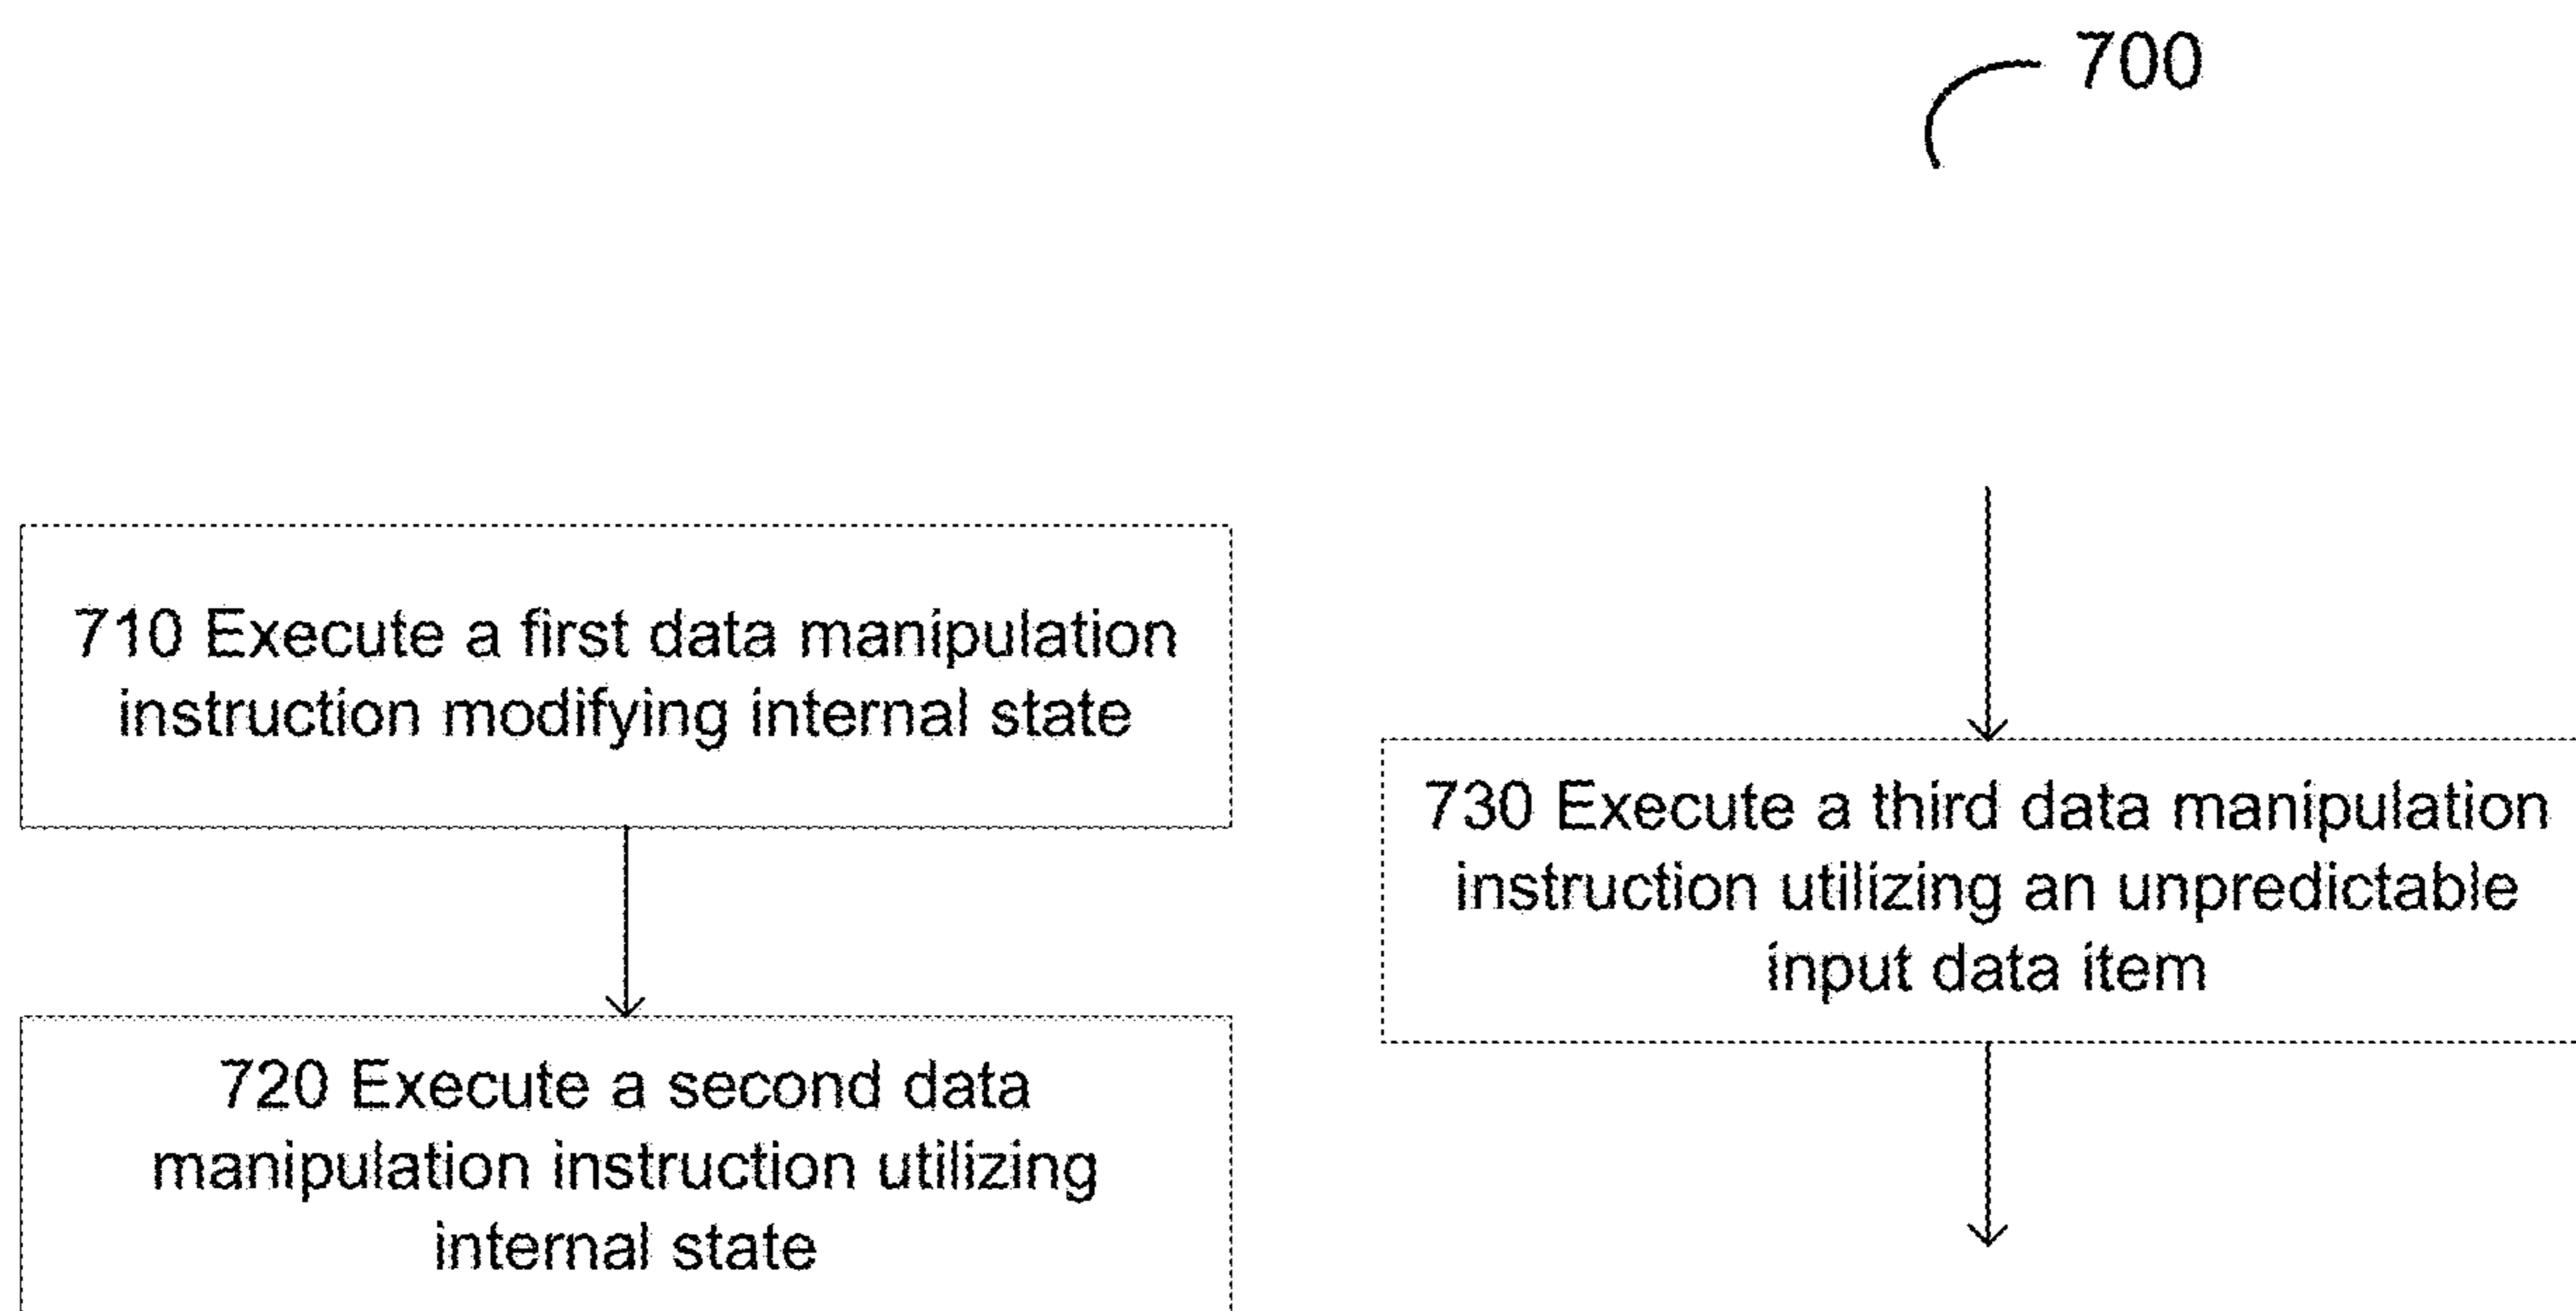 700
710 Execute a first data manipulation
instruction modifying internal state
720 Execute a second data
manipulation instruction utilizing
internal state
730 Execute a third data manipulation
instruction utilizing an unpredictable
input data item